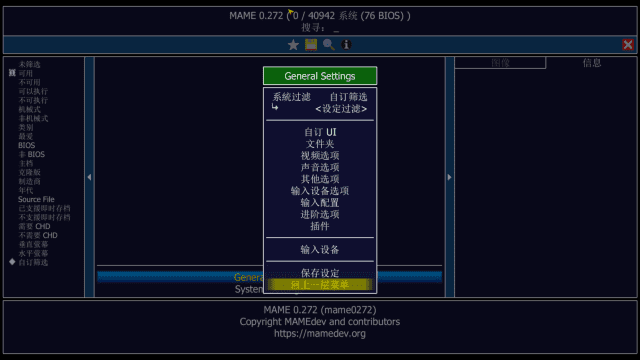 MAME 0.272 ( 0 / 40942 系统 (76 BIOS) )
搜寻: _
General Settings
系统过滤 自订筛选
<设定过滤>
自订 UI
文件夹
视频选项
声音选项
其他选项
输入设备选项
输入配置
进阶选项
插件
输入设备
保存设定
回上一层菜单
未筛选
可用
不可用
可以执行
不可执行
机械式
非机械式
类别
最爱
BIOS
非 BIOS
主档
克隆版
制造商
年代
Source File
已支援即时存档
不支援即时存档
需要 CHD
不需要 CHD
垂直萤幕
水平萤幕
自订筛选
图像 信息
Genera
System
MAME 0.272 (mame0272)
Copyright MAMEdev and contributors
https://mamedev.org